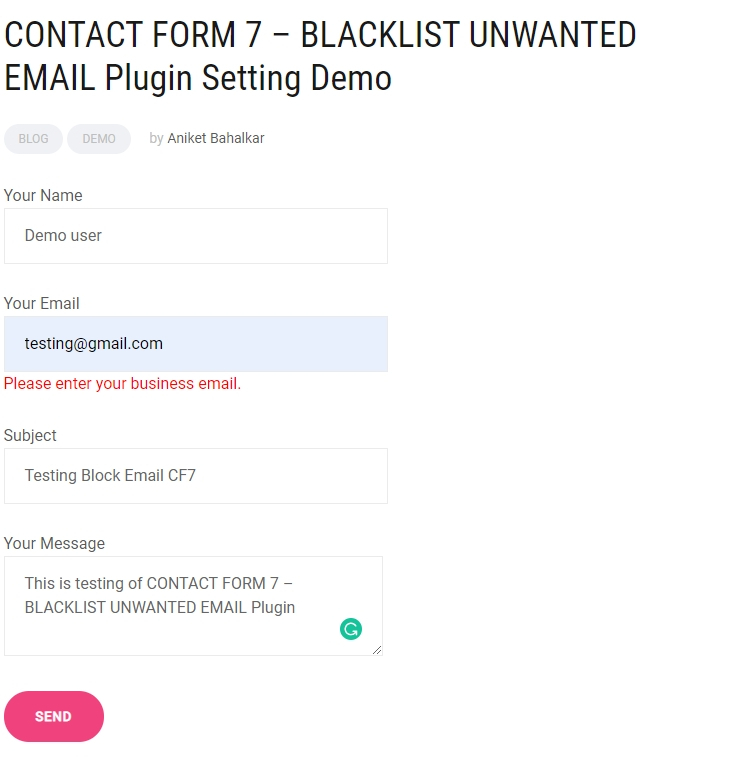 CONTACT FORM 7 – BLACKLIST UNWANTED
EMAIL Plugin Setting Demo
BLOG DEMO by Aniket Bahalkar
Your Name
Demo user
Your Email
testing@gmail.com
Please enter your business email.
Subject
Testing Block Email CF7
Your Message
This is testing of CONTACT FORM 7 –
BLACKLIST UNWANTED EMAIL Plugin
SEND